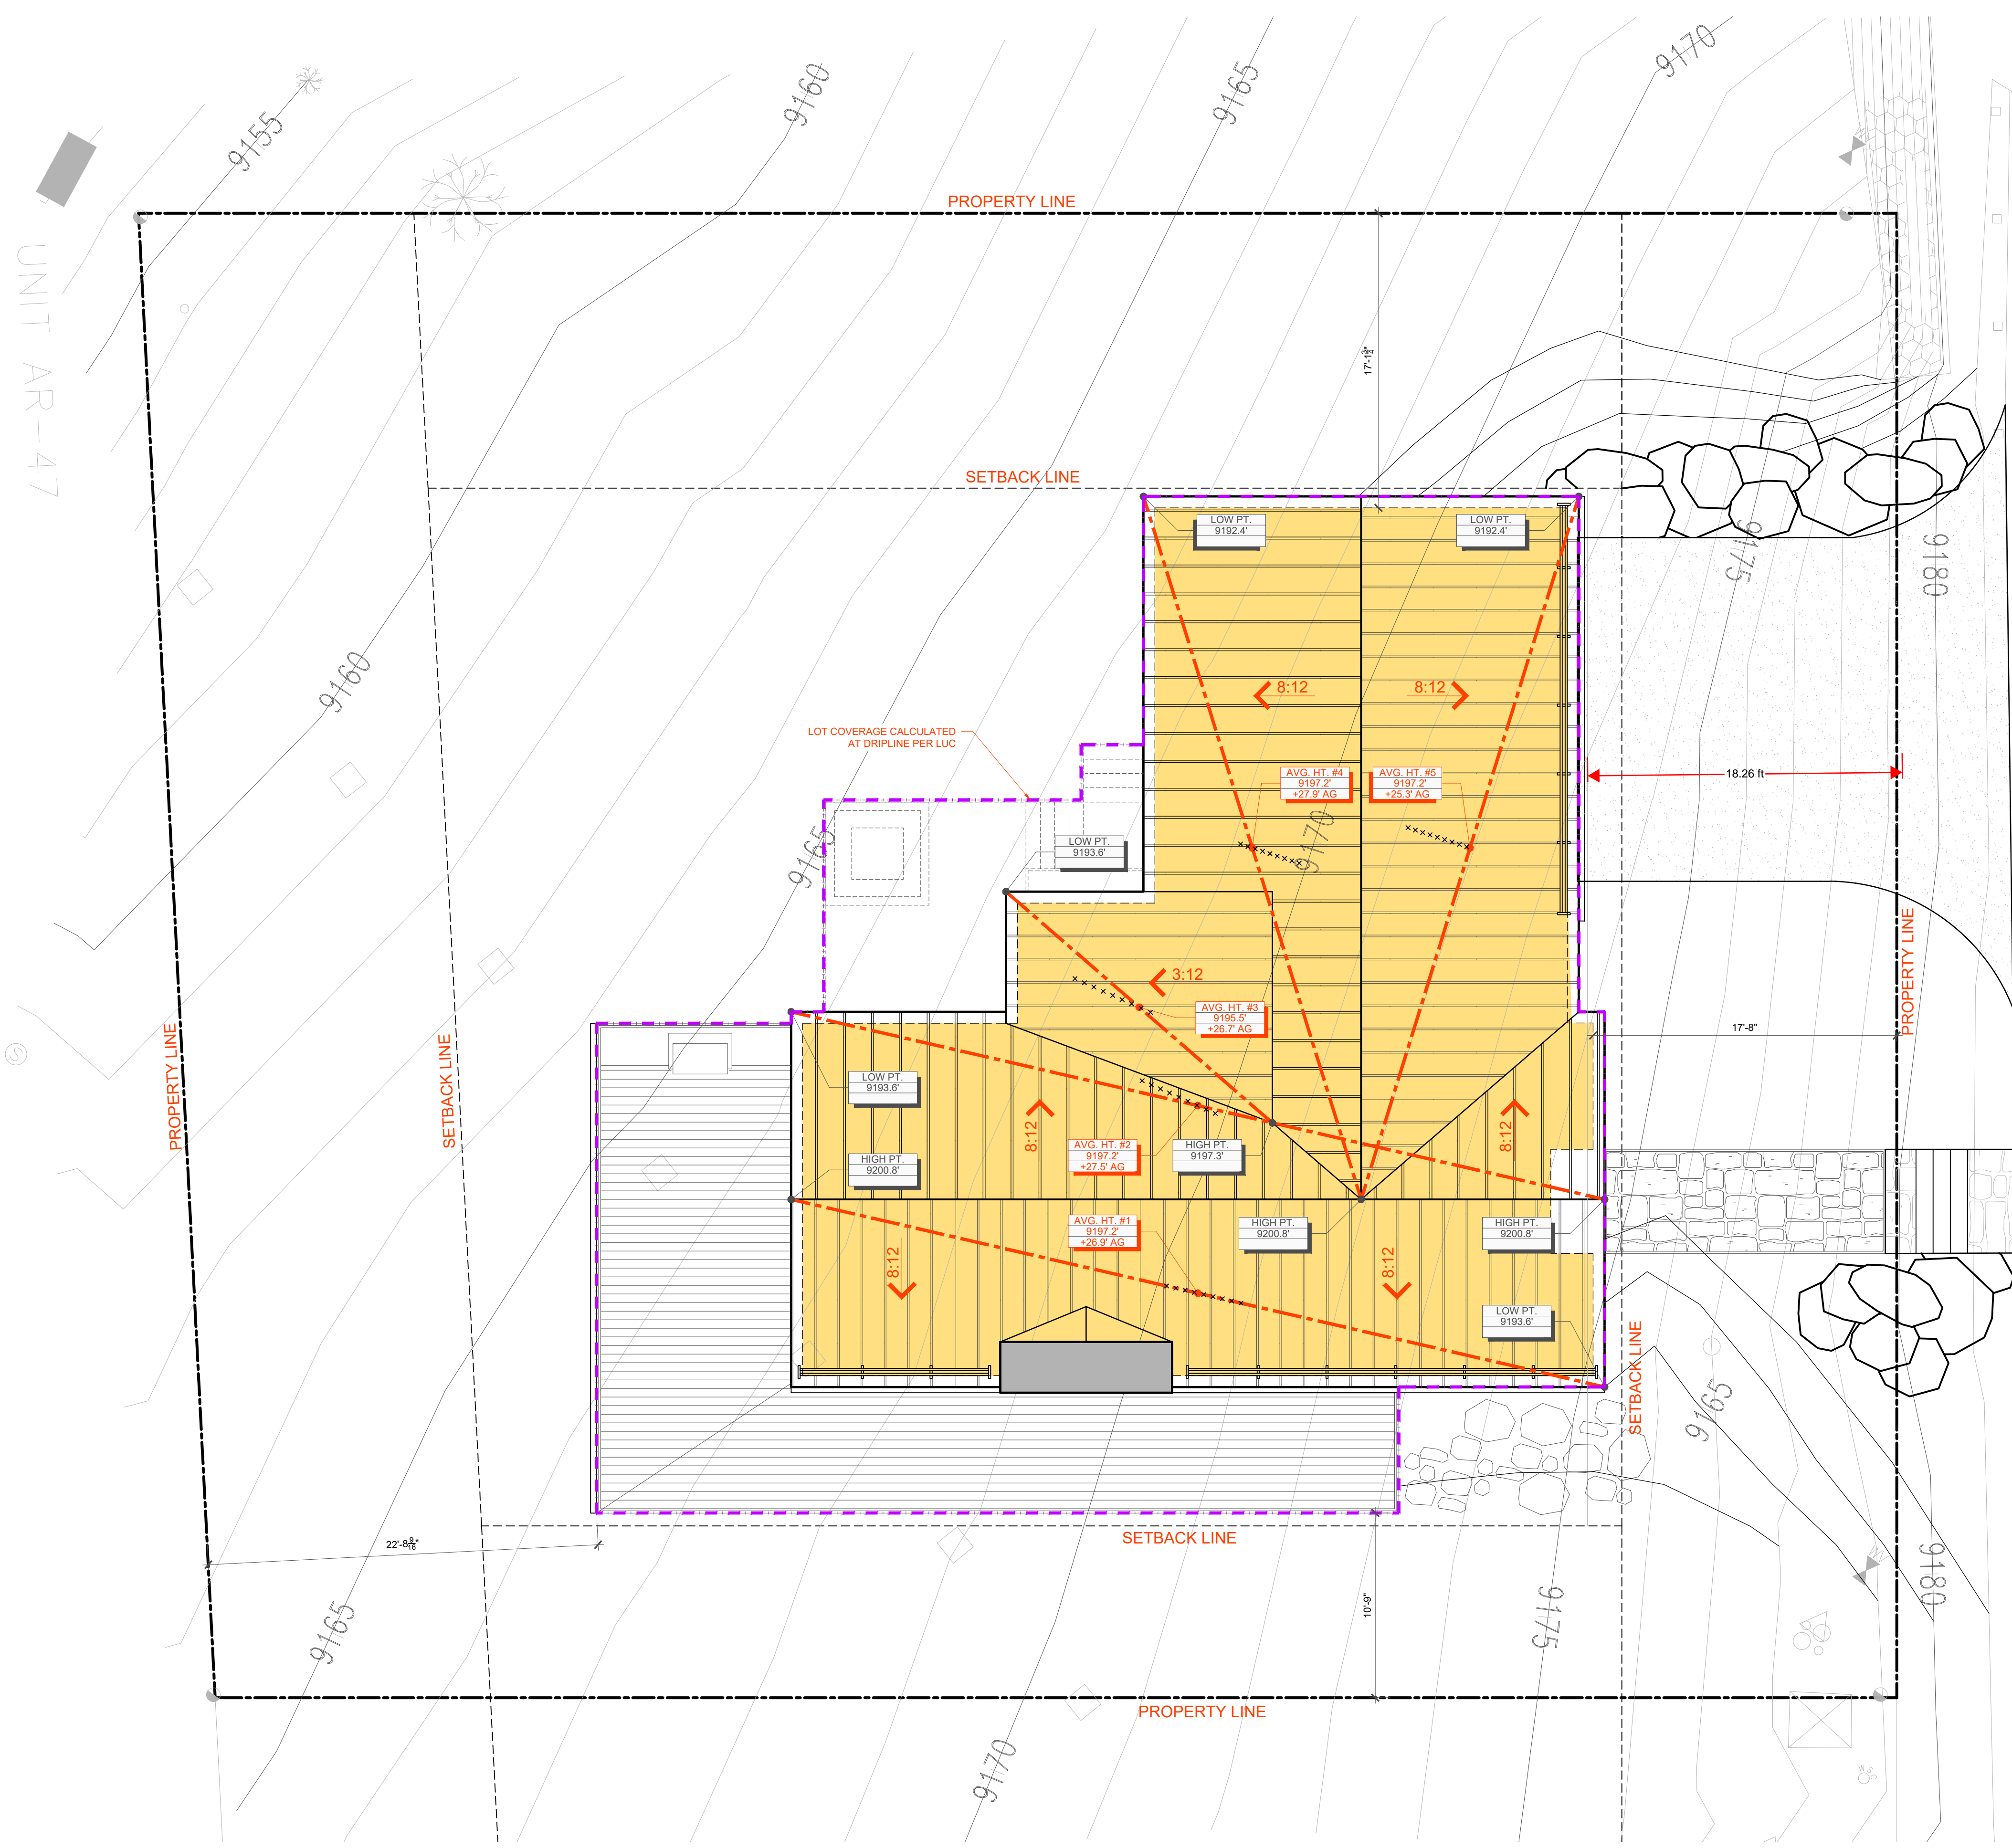 9170
9160
9165
9155
PROPERTY LINE
UNIT AR-47
17'-1 3/4"
SETBACK LINE
LOW PT.
9192.4'
LOW PT.
9192.4'
9175
9180
9160
8:12
8:12
LOT COVERAGE CALCULATED
AT DRIPLINE PER LUC
AVG. HT. #4
9197.2'
+27.9' AG
AVG. HT. #5
9197.2'
+25.3' AG
18.26 ft
9165
LOW PT.
9193.6'
9170
PROPERTY LINE
3:12
AVG. HT. #3
9195.5'
+26.7' AG
17'-8"
S
PROPERTY LINE
SETBACK LINE
LOW PT.
9193.6'
8:12
8:12
AVG. HT. #2
9197.2'
+27.5' AG
HIGH PT.
9197.3'
HIGH PT.
9200.8'
AVG. HT. #1
9197.2'
+26.9' AG
HIGH PT.
9200.8'
HIGH PT.
9200.8'
8:12
8:12
LOW PT.
9193.6'
SETBACK LINE
9165
SETBACK LINE
22'-8 9/16"
10'-9"
9165
9175
9180
PROPERTY LINE
9170